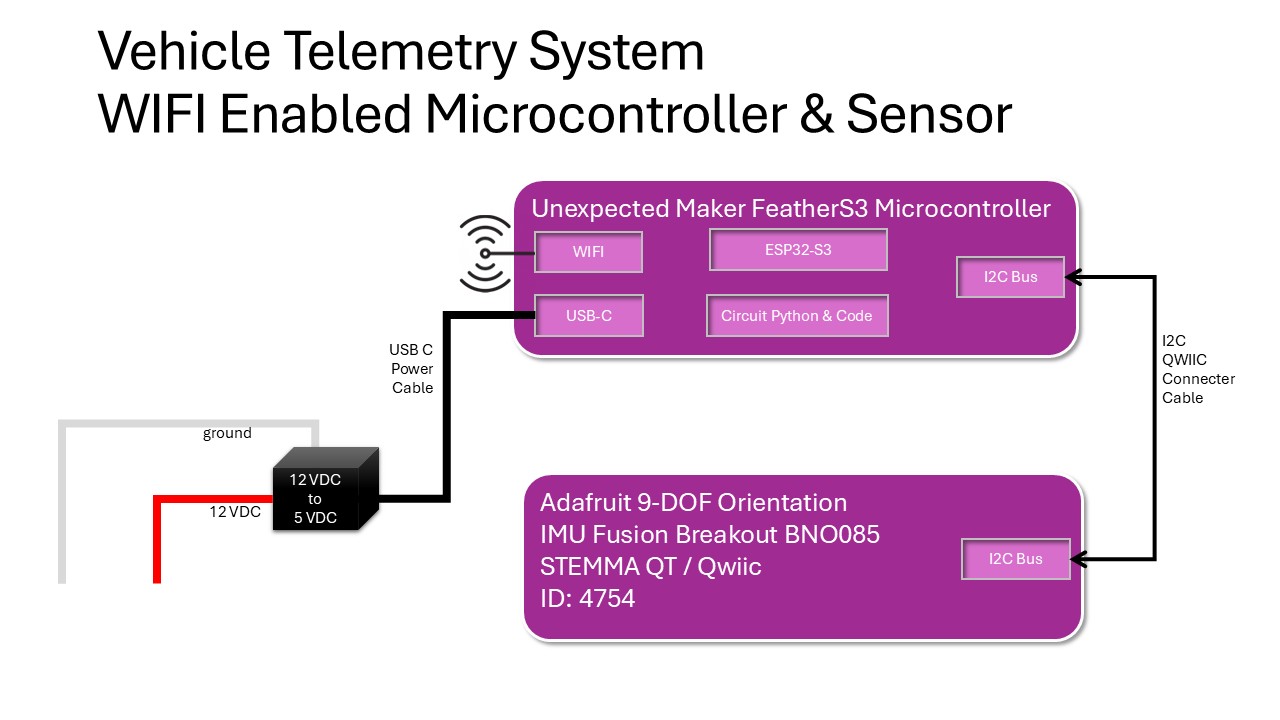 Vehicle Telemetry System
WIFI Enabled Microcontroller & Sensor
Unexpected Maker FeatherS3 Microcontroller
WIFI
ESP32-S3
I2C Bus
USB-C
Circuit Python & Code
USB C
Power
Cable
I2C
QWIIC
Connecter
Cable
ground
12 VDC
to
5 VDC
12 VDC
Adafruit 9-DOF Orientation
IMU Fusion Breakout BNO085
STEMMA QT / Qwiic
ID: 4754
I2C Bus